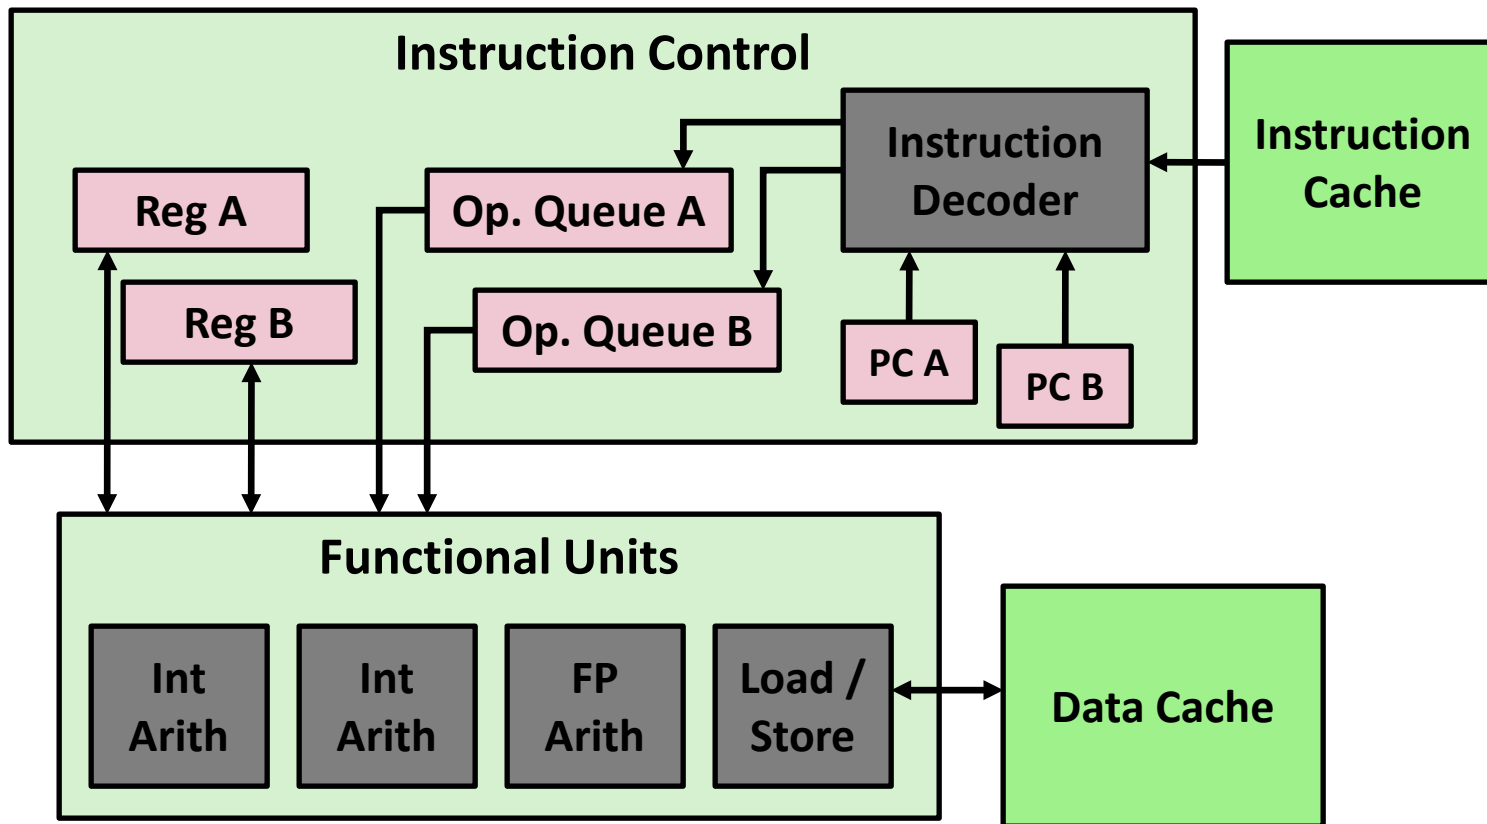 Instruction Control
Instruction
Decoder
Instruction
Cache
Reg A
Op. Queue A
Reg B
Op. Queue B
PC A
PC B
Functional Units
Int
Arith
Int
Arith
FP
Arith
Load /
Store
Data Cache